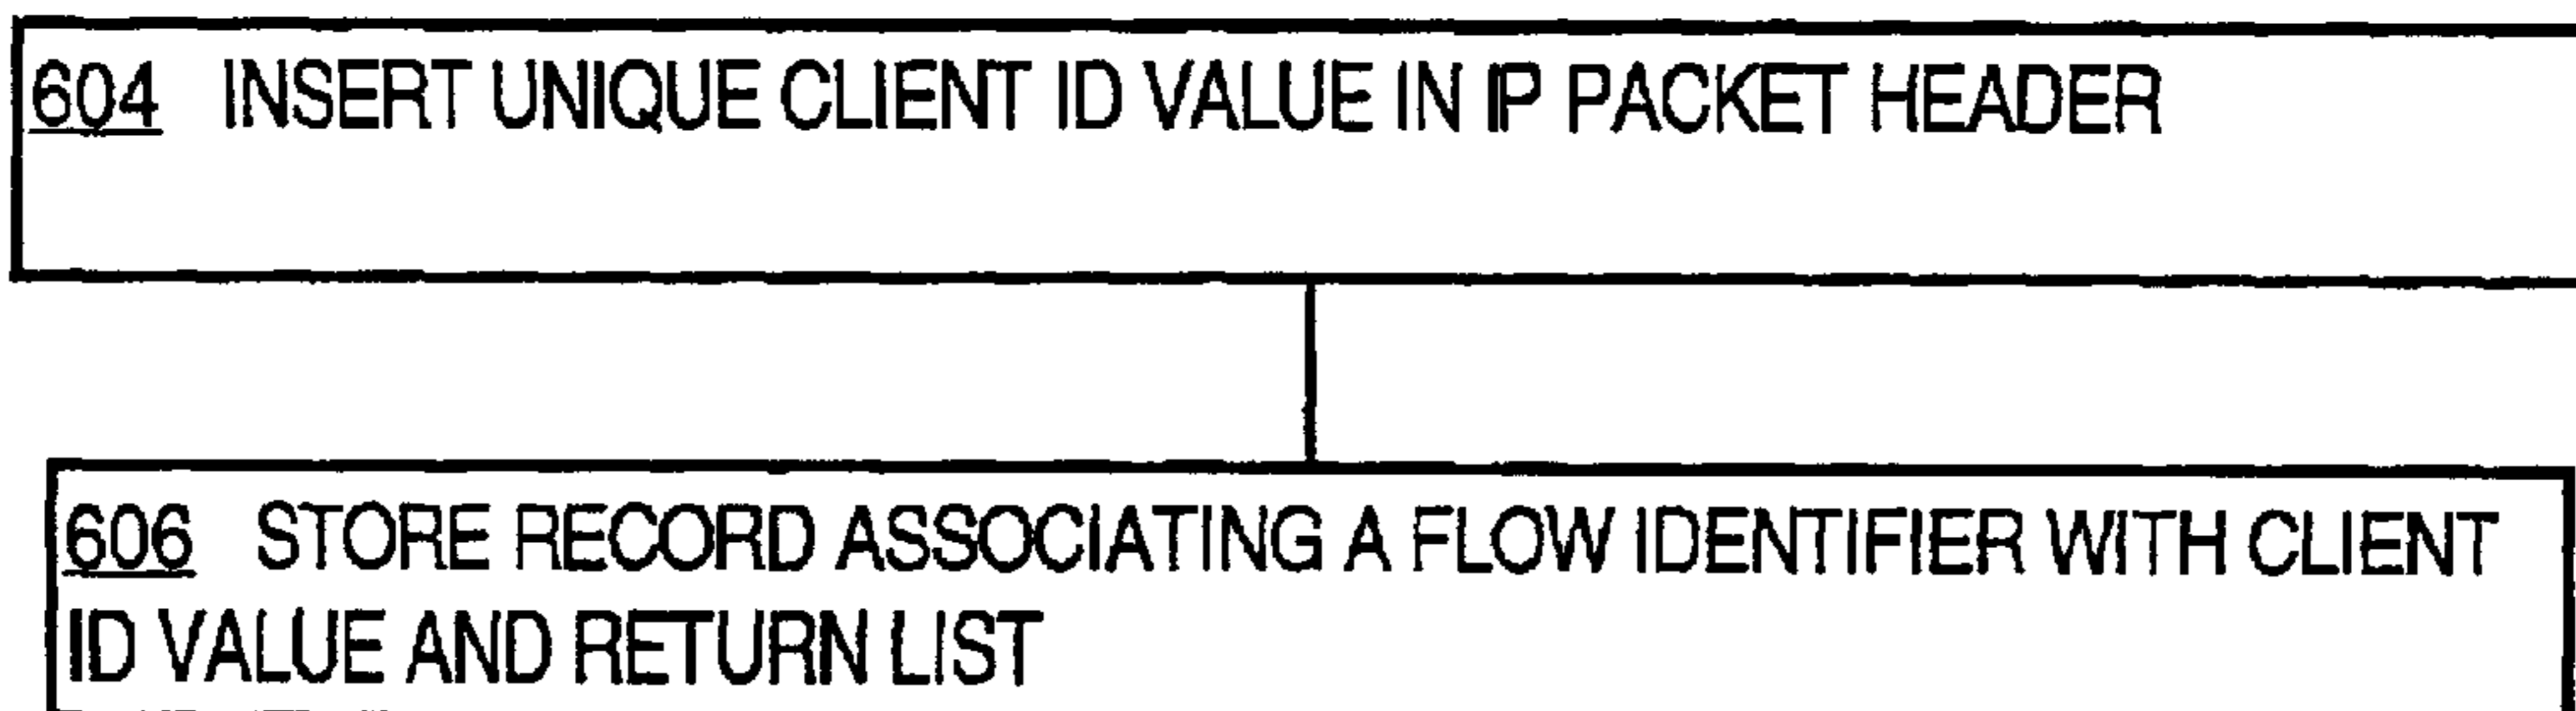 604 INSERT UNIQUE CLIENT ID VALUE IN IP PACKET HEADER
606 STORE RECORD ASSOCIATING A FLOW IDENTIFIER WITH CLIENT
ID VALUE AND RETURN LIST